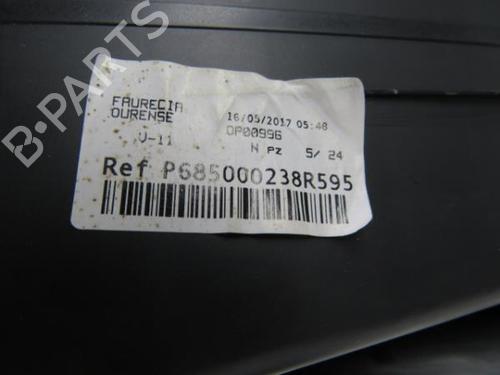 B-PARTS
FAURECIA
OURENSE
16/05/2017 05:48
V-11
OP00996
N PZ 5/ 24
Ref P685000238R595